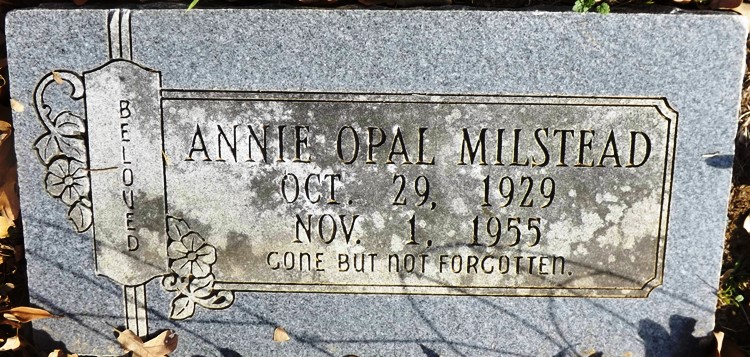 BELOVED
ANNIE OPAL MILSTEAD
OCT. 29, 1929
NOV. 1, 1955
GONE BUT NOT FORGOTTEN.